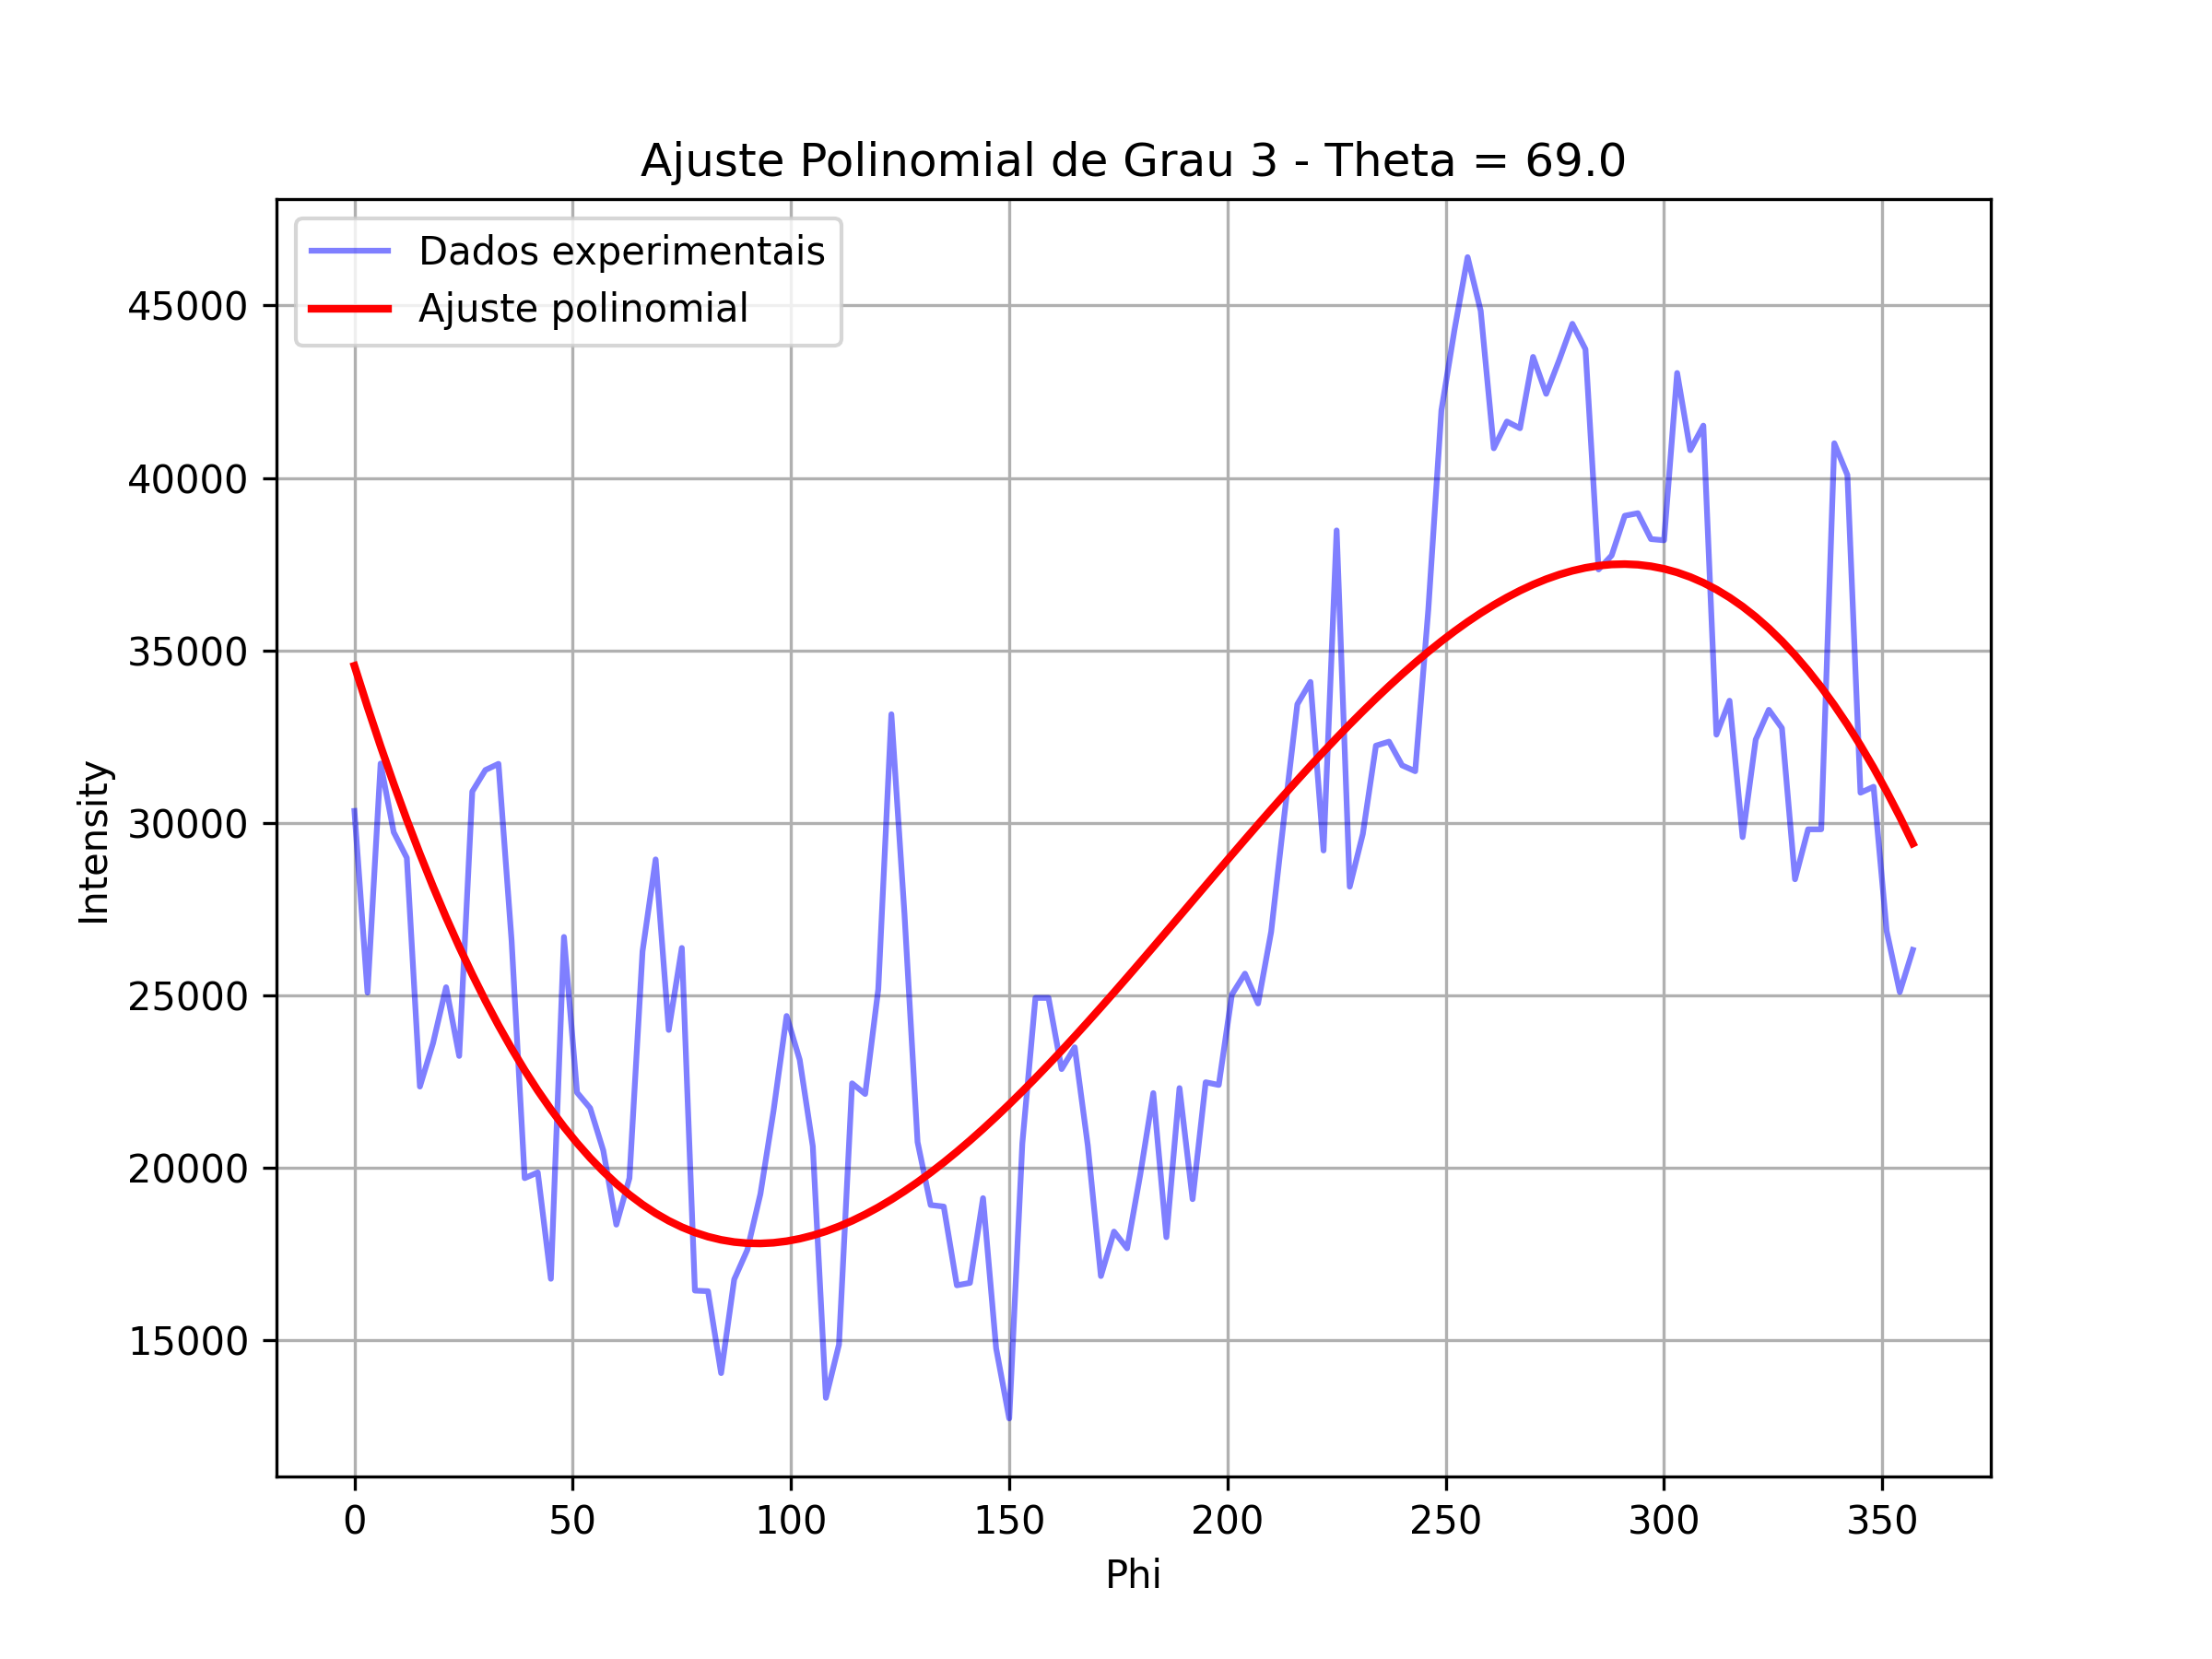 Ajuste Polinomial de Grau 3 - Theta = 69.0
Dados experimentais
Ajuste polinomial
45000
40000
35000
30000
25000
20000
15000
Intensity
0 50 100 150 200 250 300 350
Phi